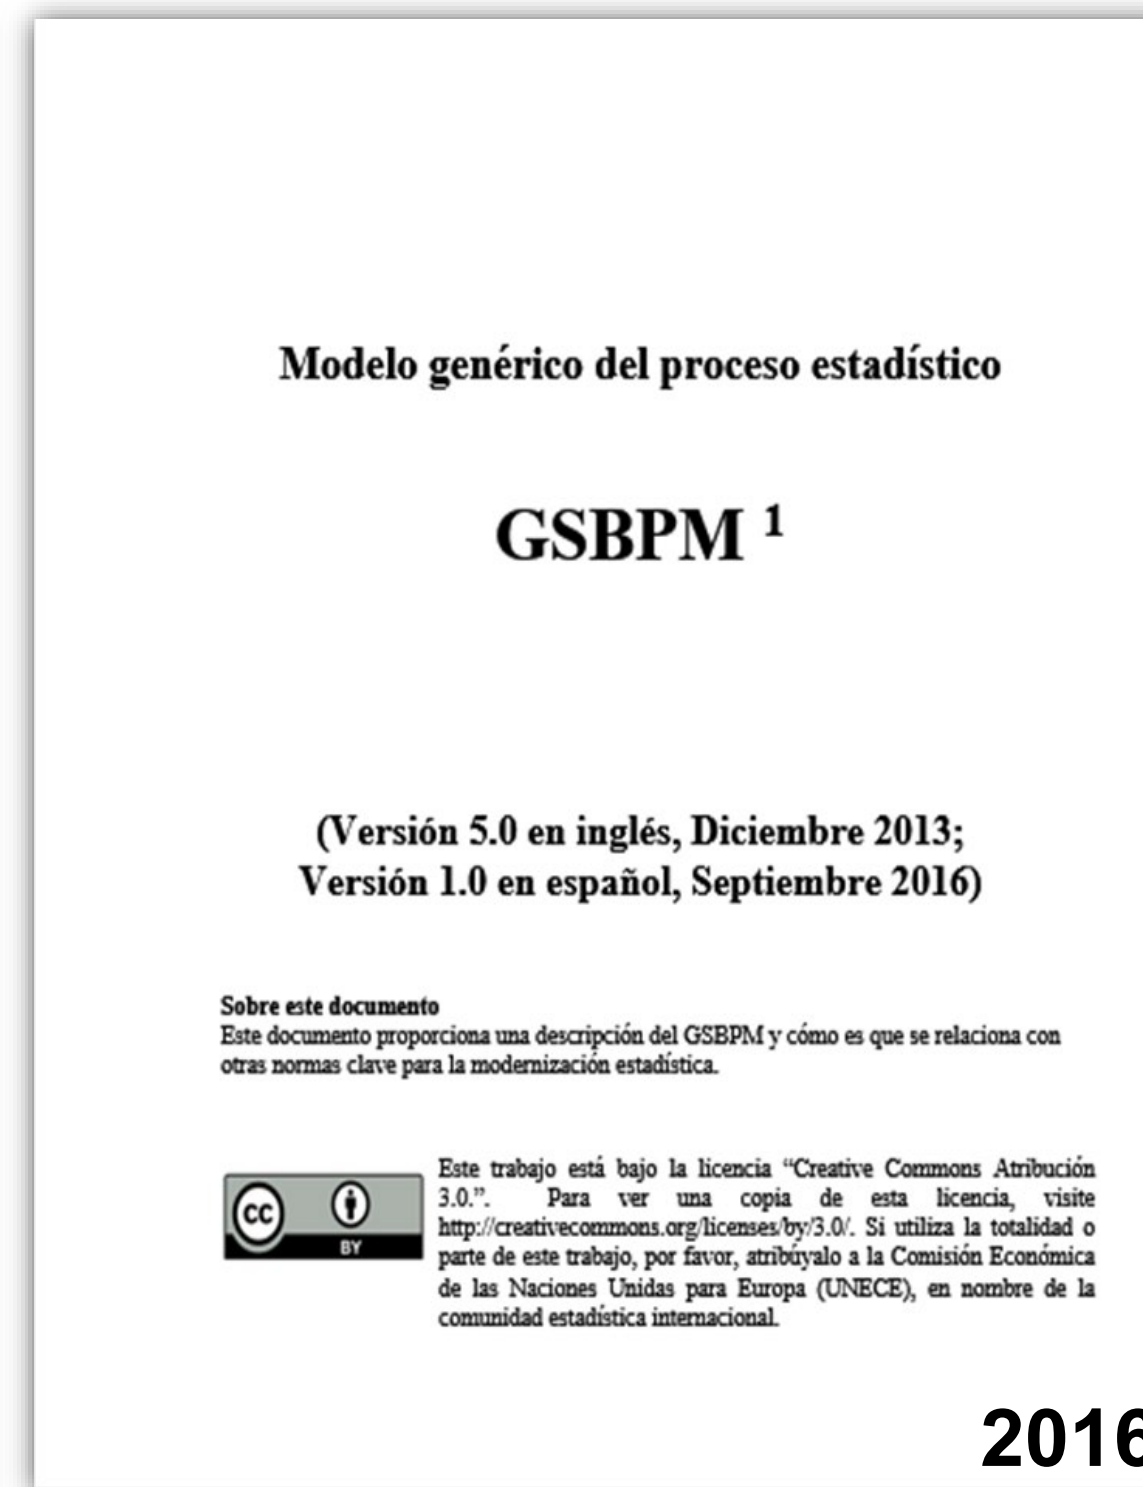 Modelo genérico del proceso estadístico
GSBPM 1
(Versión 5.0 en inglés, Diciembre 2013;
Versión 1.0 en español, Septiembre 2016)
Sobre este documento
Este documento proporciona una descripción del GSBPM y cómo es que se relaciona con
otras normas clave para la modernización estadística.
Este trabajo está bajo la licencia “Creative Commons Atribución
3.0.”. Para ver una copia de esta licencia, visite
http://creativecommons.org/licenses/by/3.0/. Si utiliza la totalidad o
parte de este trabajo, por favor, atribúyalo a la Comisión Económica
de las Naciones Unidas para Europa (UNECE), en nombre de la
comunidad estadística internacional.
cc
BY
2016